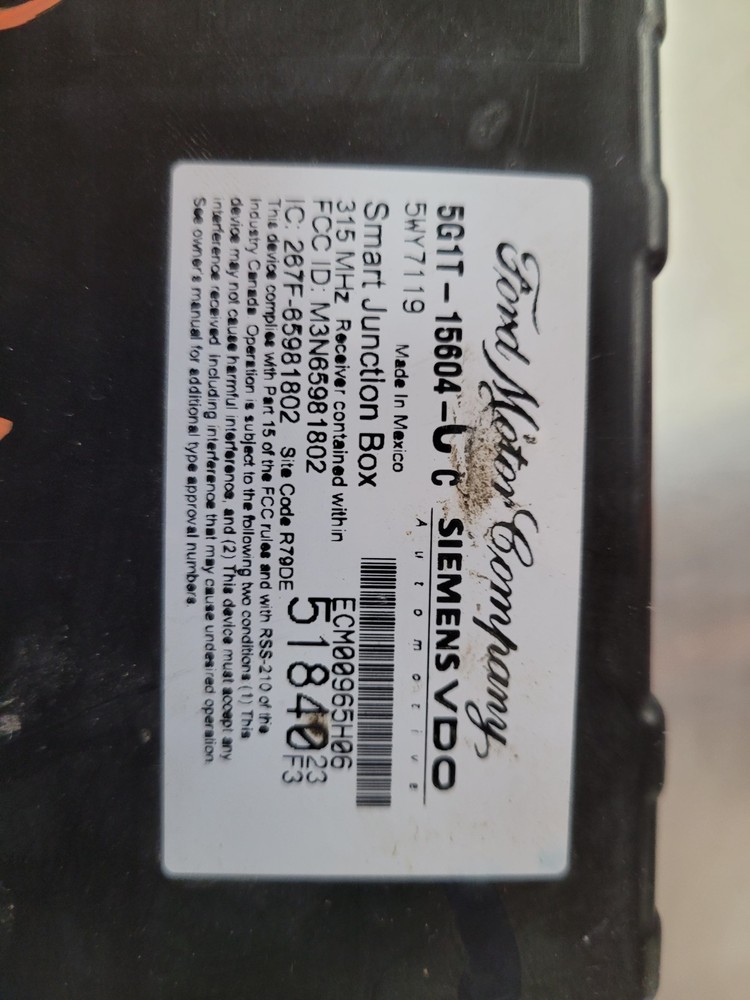 Ford Motor Company
5G1T-15604- C
SIEMENS VDO
Automotive
5WY7119
Made In Mexico
Smart Junction Box
315 MHz Receiver contained within
ECM00965H06
FCC ID: M3N65981802
51840
23
F3
IC: 267F-65981802 Site Code R79DE
This device complies with Part 15 of the FCC rules and with RSS-210 of the
Industry Canada. Operation is subject to the following two conditions (1) This
device may not cause harmful interference, and (2) This device must accept any
interference received, including interference that may cause undesired operation.
See owner's manual for additional type approval numbers.